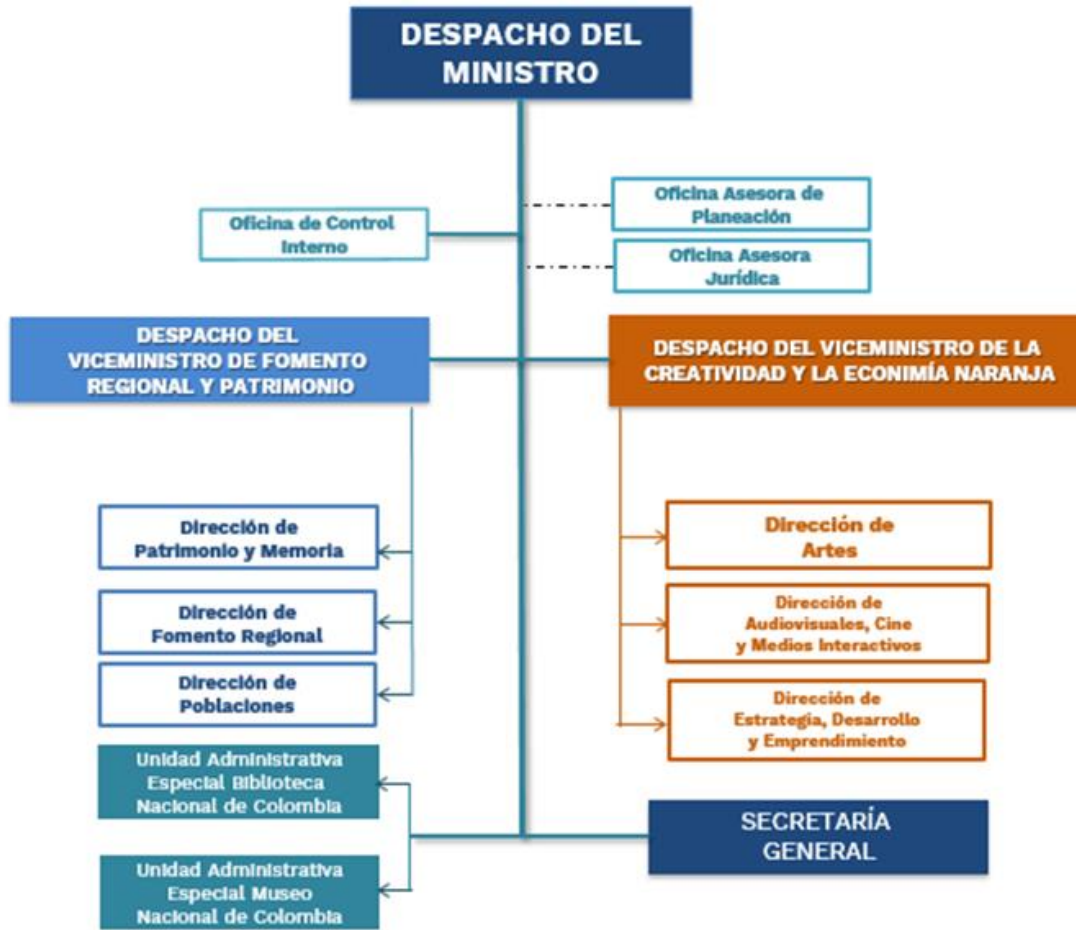 DESPACHO DEL
MINISTRO
Oficina Asesora de
Planeación
Oficina de Control
Interno
Oficina Asesora
Jurídica
DESPACHO DEL
VICEMINISTRO DE FOMENTO
REGIONAL Y PATRIMONIO
DESPACHO DEL VICEMINISTRO DE LA
CREATIVIDAD Y LA ECONIMÍA NARANJA
Dirección de
Patrimonio y Memoria
Dirección de
Fomento Regional
Dirección de
Poblaciones
Dirección de
Artes
Dirección de
Audiovisuales, Cine
y Medios Interactivos
Dirección de
Estrategia, Desarrollo
y Emprendimiento
Unidad Administrativa
Especial Biblioteca
Nacional de Colombia
Unidad Administrativa
Especial Museo
Nacional de Colombia
SECRETARÍA
GENERAL